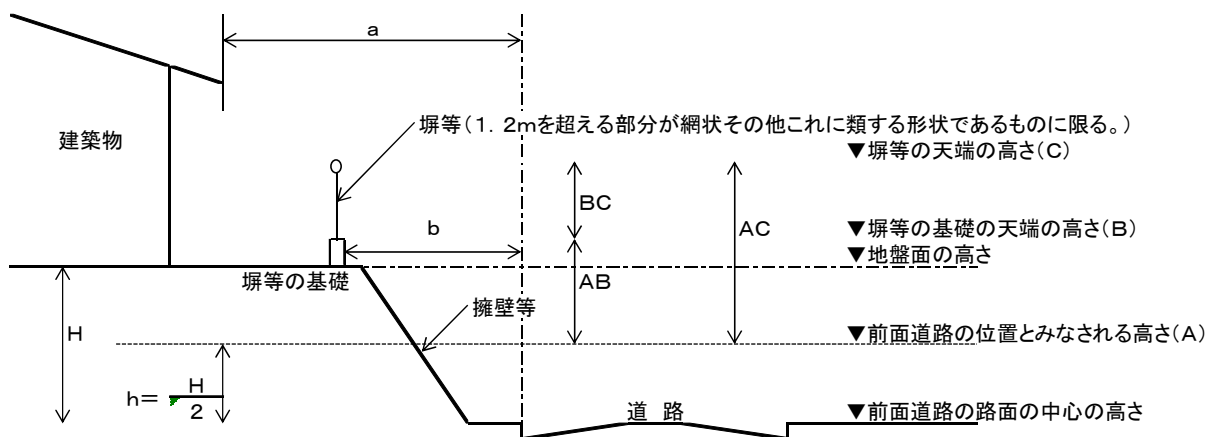 a
塀等(1．2mを超える部分が網状その他これに類する形状であるものに限る。)
建築物
▼塀等の天端の高さ(C)
BC
AC
b
▼塀等の基礎の天端の高さ(B)
▼地盤面の高さ
塀等の基礎
AB
擁壁等
H
▼前面道路の位置とみなされる高さ(A)
h＝
H
2
道 路
▼前面道路の路面の中心の高さ